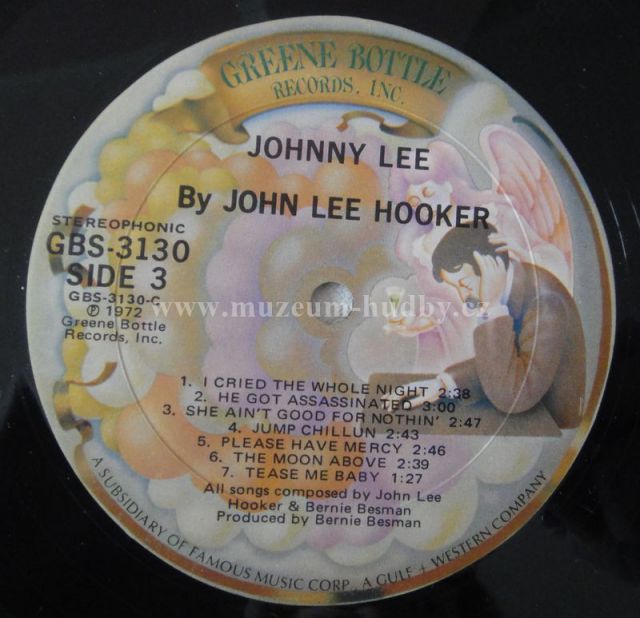 GREENE BOTTLE
RECORDS, INC.
JOHNNY LEE
By JOHN LEE HOOKER
STEREOPHONIC
GBS-3130
SIDE 3
GBS-3130-C
℗ 1972
Greene Bottle
Records, Inc.
www.muzeum-hudby.cz
1. I CRIED THE WHOLE NIGHT 2:38
2. HE GOT ASSASSINATED 3:00
3. SHE AIN'T GOOD FOR NOTHIN' 2:47
4. JUMP CHILLUN 2:43
5. PLEASE HAVE MERCY 2:46
6. THE MOON ABOVE 2:39
7. TEASE ME BABY 1:27
All songs composed by John Lee
Hooker & Bernie Besman
Produced by Bernie Besman
A SUBSIDIARY OF FAMOUS MUSIC CORP., A GULF + WESTERN COMPANY